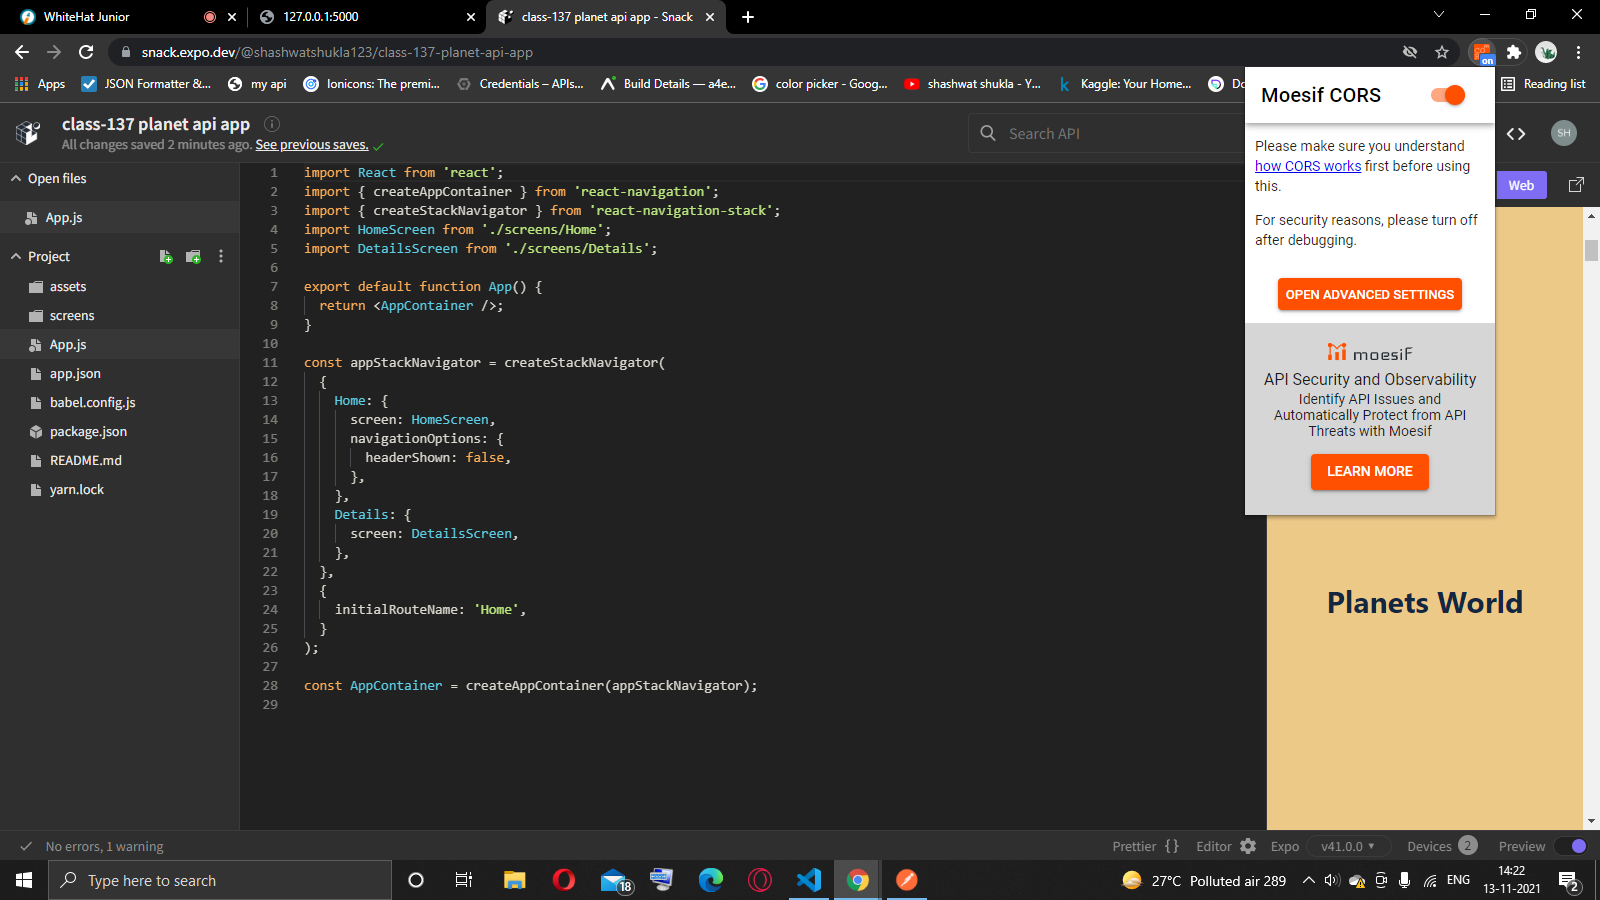 WhiteHat Junior
127.0.0.1:5000
class-137 planet api app - Snack
snack.expo.dev/@shashwatshukla123/class-137-planet-api-app
on
Apps
JSON Formatter &...
my api
Ionicons: The premi...
Credentials – APIs...
Build Details — a4e...
color picker - Goog...
shashwat shukla - Y...
Kaggle: Your Home...
Reading list
class-137 planet api app
All changes saved 2 minutes ago. See previous saves.
Search API
SH
Moesif CORS
Please make sure you understand
how CORS works first before using
this.
For security reasons, please turn off
after debugging.
OPEN ADVANCED SETTINGS
moesif
API Security and Observability
Identify API Issues and
Automatically Protect from API
Threats with Moesif
LEARN MORE
Web
Open files
App.js
Project
assets
screens
App.js
app.json
babel.config.js
package.json
README.md
yarn.lock
1 import React from 'react';
2 import { createAppContainer } from 'react-navigation';
3 import { createStackNavigator } from 'react-navigation-stack';
4 import HomeScreen from './screens/Home';
5 import DetailsScreen from './screens/Details';
6
7 export default function App() {
8 return <AppContainer />;
9 }
10
11 const appStackNavigator = createStackNavigator(
12 {
13 Home: {
14 screen: HomeScreen,
15 navigationOptions: {
16 headerShown: false,
17 },
18 },
19 Details: {
20 screen: DetailsScreen,
21 },
22 },
23 {
24 initialRouteName: 'Home',
25 }
26 );
27
28 const AppContainer = createAppContainer(appStackNavigator);
29
Planets World
No errors, 1 warning
Prettier { }
Editor
Expo
v41.0.0
Devices 2
Preview
Type here to search
18
27°C Polluted air 289
ENG
14:22
13-11-2021
2